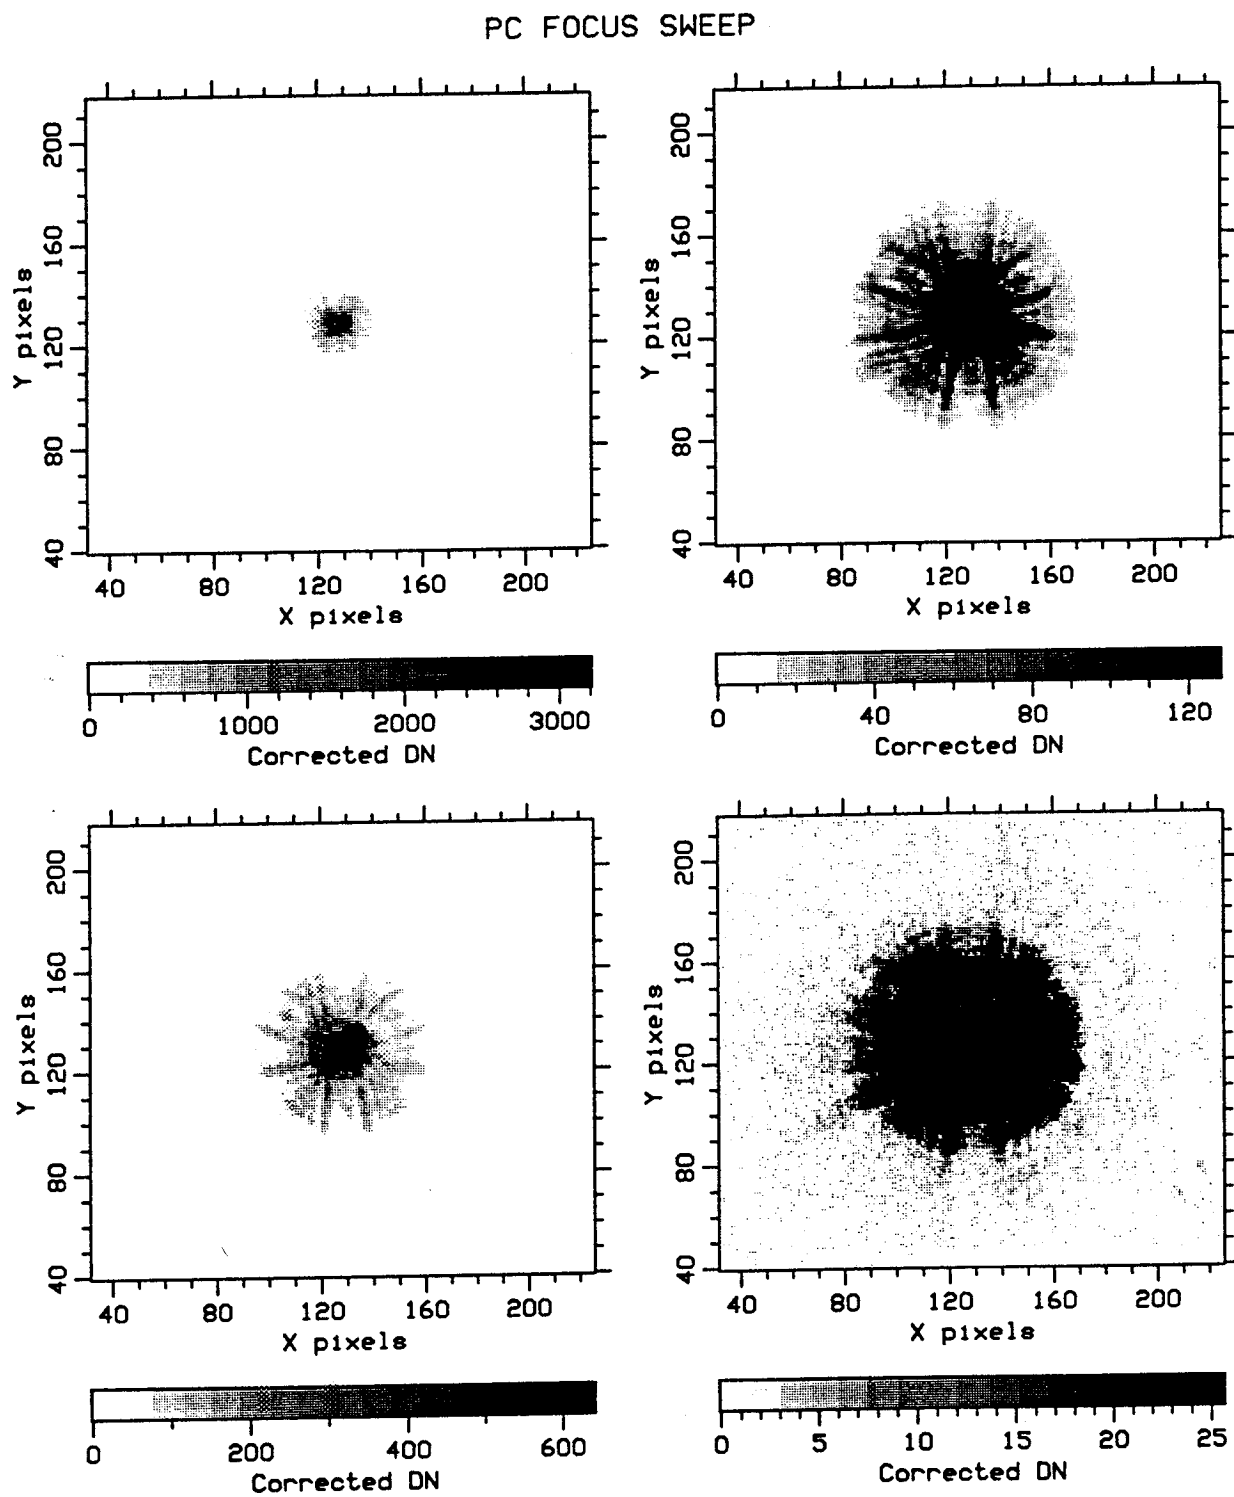 PC FOCUS SWEEP
200
160
120
80
40
Y pixels
40 80 120 160 200
X pixels
0 1000 2000 3000
Corrected DN
200
160
120
80
40
Y pixels
40 80 120 160 200
X pixels
0 40 80 120
Corrected DN
200
160
120
80
40
Y pixels
40 80 120 160 200
X pixels
0 200 400 600
Corrected DN
200
160
120
80
40
Y pixels
40 80 120 160 200
X pixels
0 5 10 15 20 25
Corrected DN